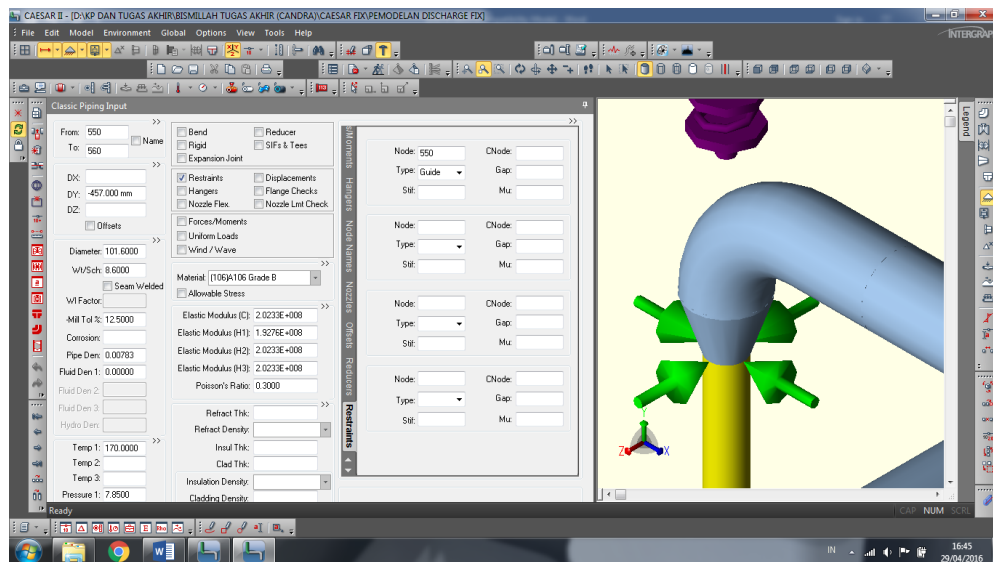 CAESAR II - [D:\KP DAN TUGAS AKHIR\BISMILLAH TUGAS AKHIR (CANDRA)\CAESAR FIX\PEMODELAN DISCHARGE FIX]
File Edit Model Environment Global Options View Tools Help
INTERGRAPH
Classic Piping Input
From: 550
Name
To: 560
DX:
DY: -457.000 mm
DZ:
Offsets
Diameter: 101.6000
Wt/Sch: 8.6000
Seam Welded
Wl Factor:
-Mill Tol %: 12.5000
Corrosion:
Pipe Den: 0.00783
Fluid Den 1: 0.00000
Fluid Den 2:
Fluid Den 3:
Hydro Den:
Temp 1: 170.0000
Temp 2:
Temp 3:
Pressure 1: 7.8500
Bend Reducer
Rigid SIFs & Tees
Expansion Joint
Restraints Displacements
Hangers Flange Checks
Nozzle Flex. Nozzle Lmt Check
Forces/Moments
Uniform Loads
Wind / Wave
Material: (106)A106 Grade B
Allowable Stress
Elastic Modulus (C): 2.0233E+008
Elastic Modulus (H1): 1.9276E+008
Elastic Modulus (H2): 2.0233E+008
Elastic Modulus (H3): 2.0233E+008
Poisson's Ratio: 0.3000
Refract Thk:
Refract Density:
Insul Thk:
Clad Thk:
Insulation Density:
Cladding Density:
s/Moments
Hangers
Node Names
Nozzles
Offsets
Reducers
Restraints
Node: 550 CNode:
Type: Guide Gap:
Stif: Mu:
Node: CNode:
Type: Gap:
Stif: Mu:
Node: CNode:
Type: Gap:
Stif: Mu:
Node: CNode:
Type: Gap:
Stif: Mu:
Y
Z X
Legend
Ready
CAP NUM SCRL
IN
16:45
29/04/2016